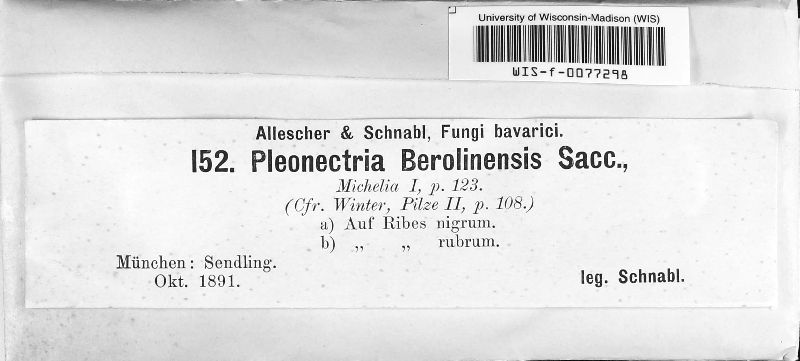 University of Wisconsin-Madison (WIS)
WIS-f-0077298
Allescher & Schnabl, Fungi bavarici.
152. Pleonectria Berolinensis Sacc.,
Michelia I, p. 123.
(Cfr. Winter, Pilze II, p. 108.)
a) Auf Ribes nigrum.
b) „ „ rubrum.
München: Sendling.
Okt. 1891.
leg. Schnabl.